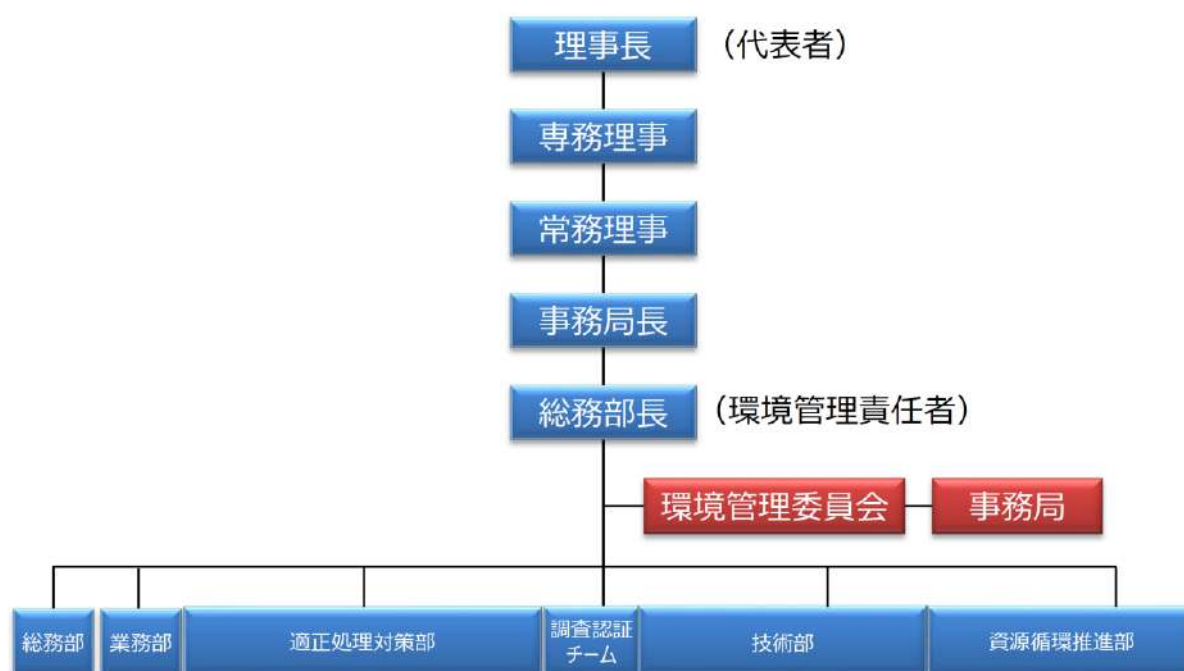 理事長 (代表者)
専務理事
常務理事
事務局長
総務部長 (環境管理責任者)
環境管理委員会 事務局
総務部
業務部
適正処理対策部
調査認証
チーム
技術部
資源循環推進部